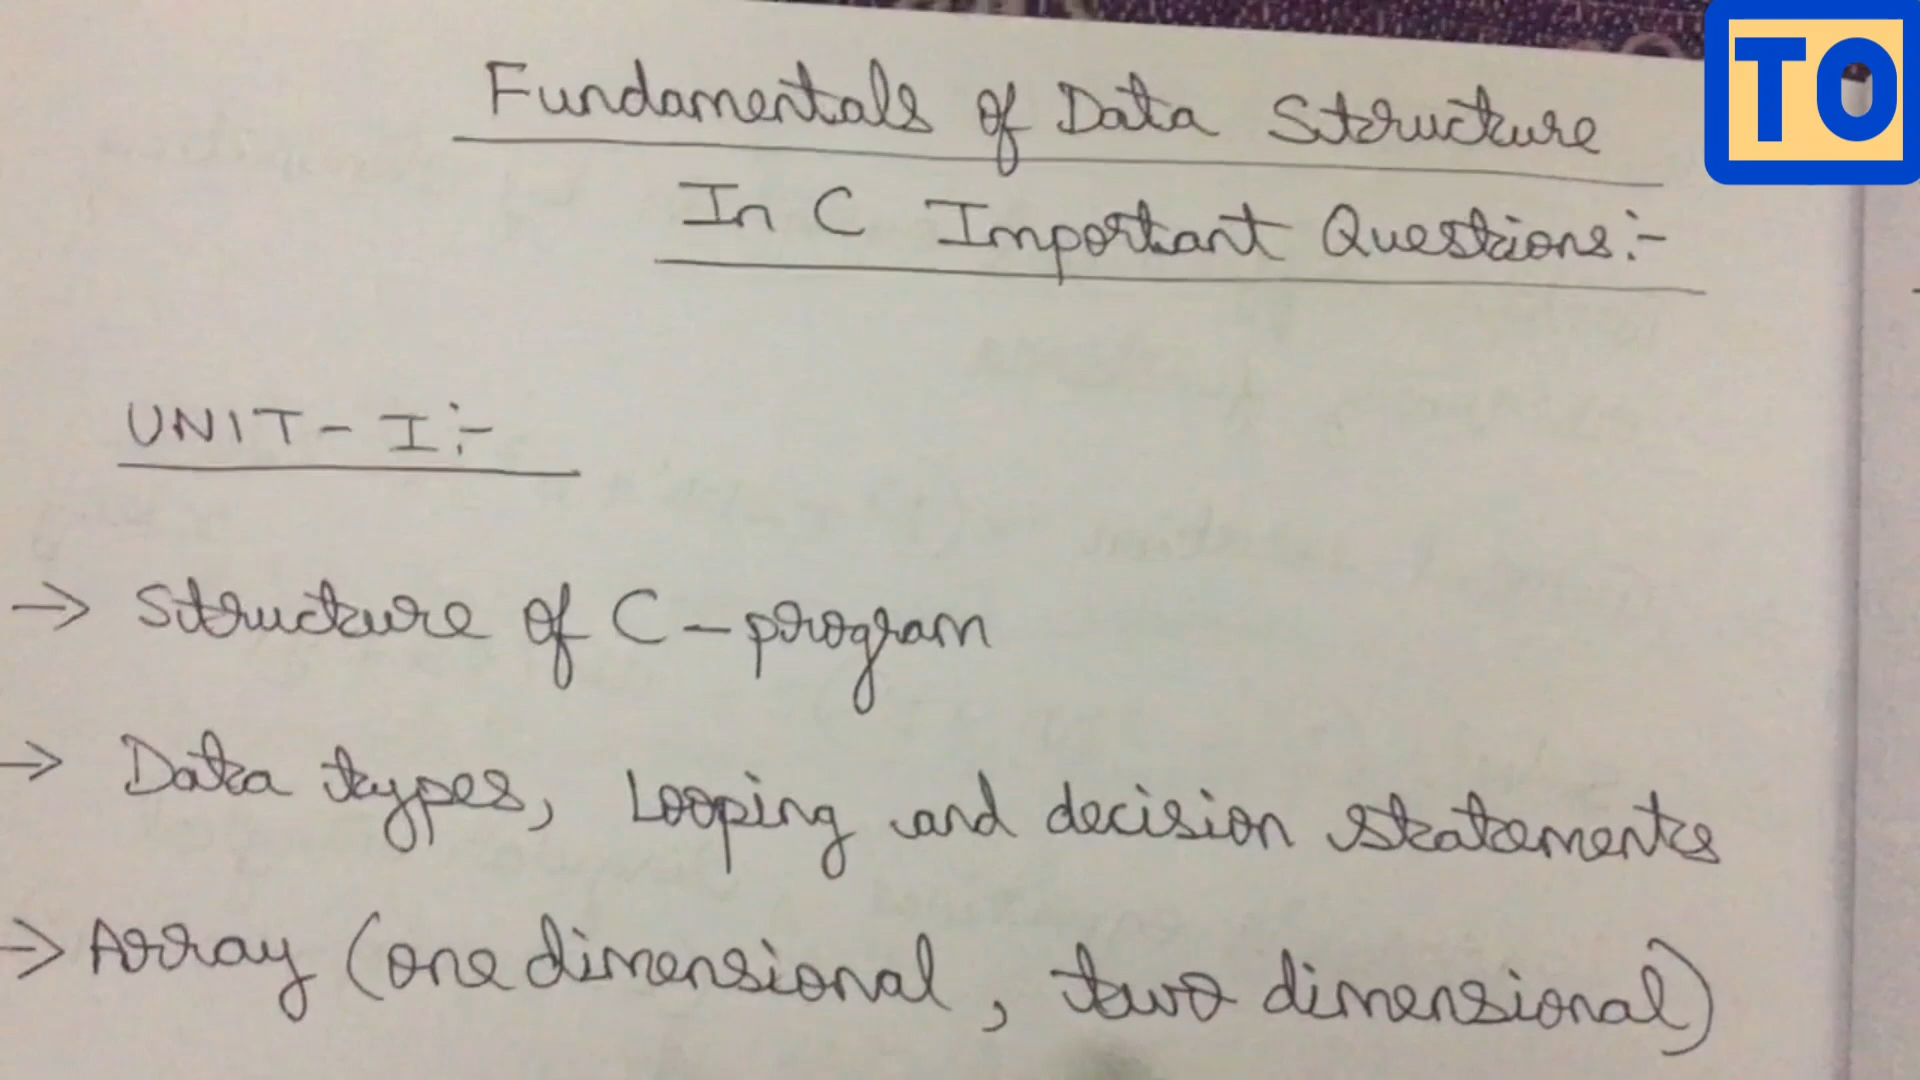 TO
Fundamentals of Data Structure
In C Important Questions:-
UNIT - I:-
→ Structure of C - program
→ Data types, Looping and decision statements
→ Array (one dimensional, two dimensional)